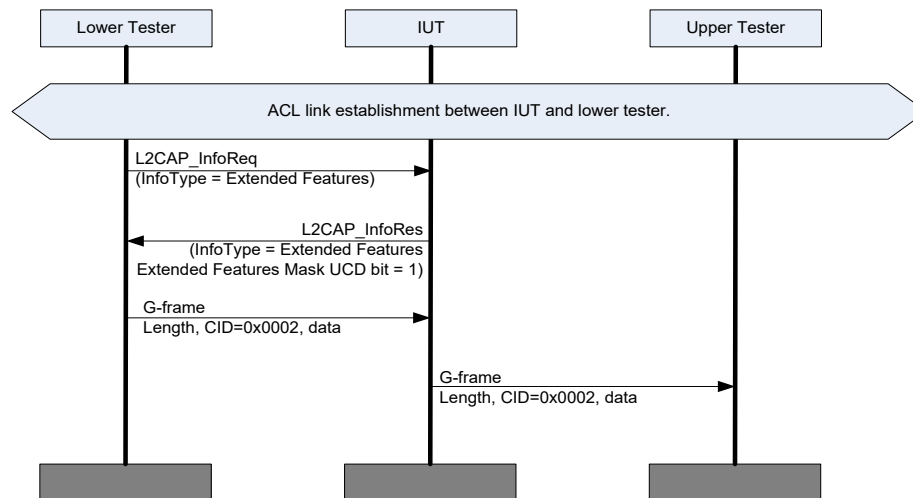 Lower Tester
IUT
Upper Tester
ACL link establishment between IUT and lower tester.
L2CAP_InfoReq
(InfoType = Extended Features)
L2CAP_InfoRes
(InfoType = Extended Features
Extended Features Mask UCD bit = 1)
G-frame
Length, CID=0x0002, data
G-frame
Length, CID=0x0002, data